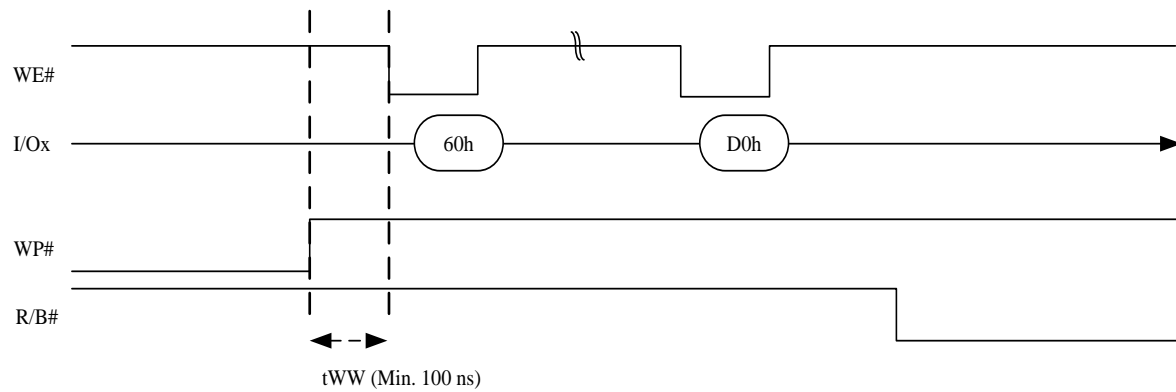 WE#
I/Ox
60h
D0h
WP#
R/B#
tWW (Min. 100 ns)